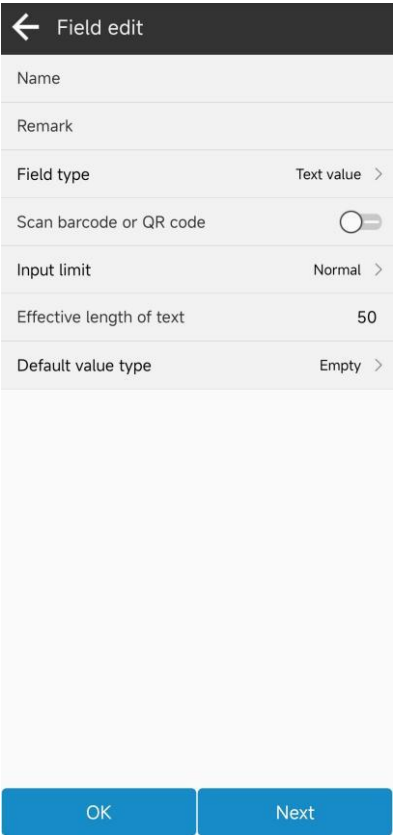 Field edit
Name
Remark
Field type Text value
Scan barcode or QR code
Input limit Normal
Effective length of text 50
Default value type Empty
OK Next